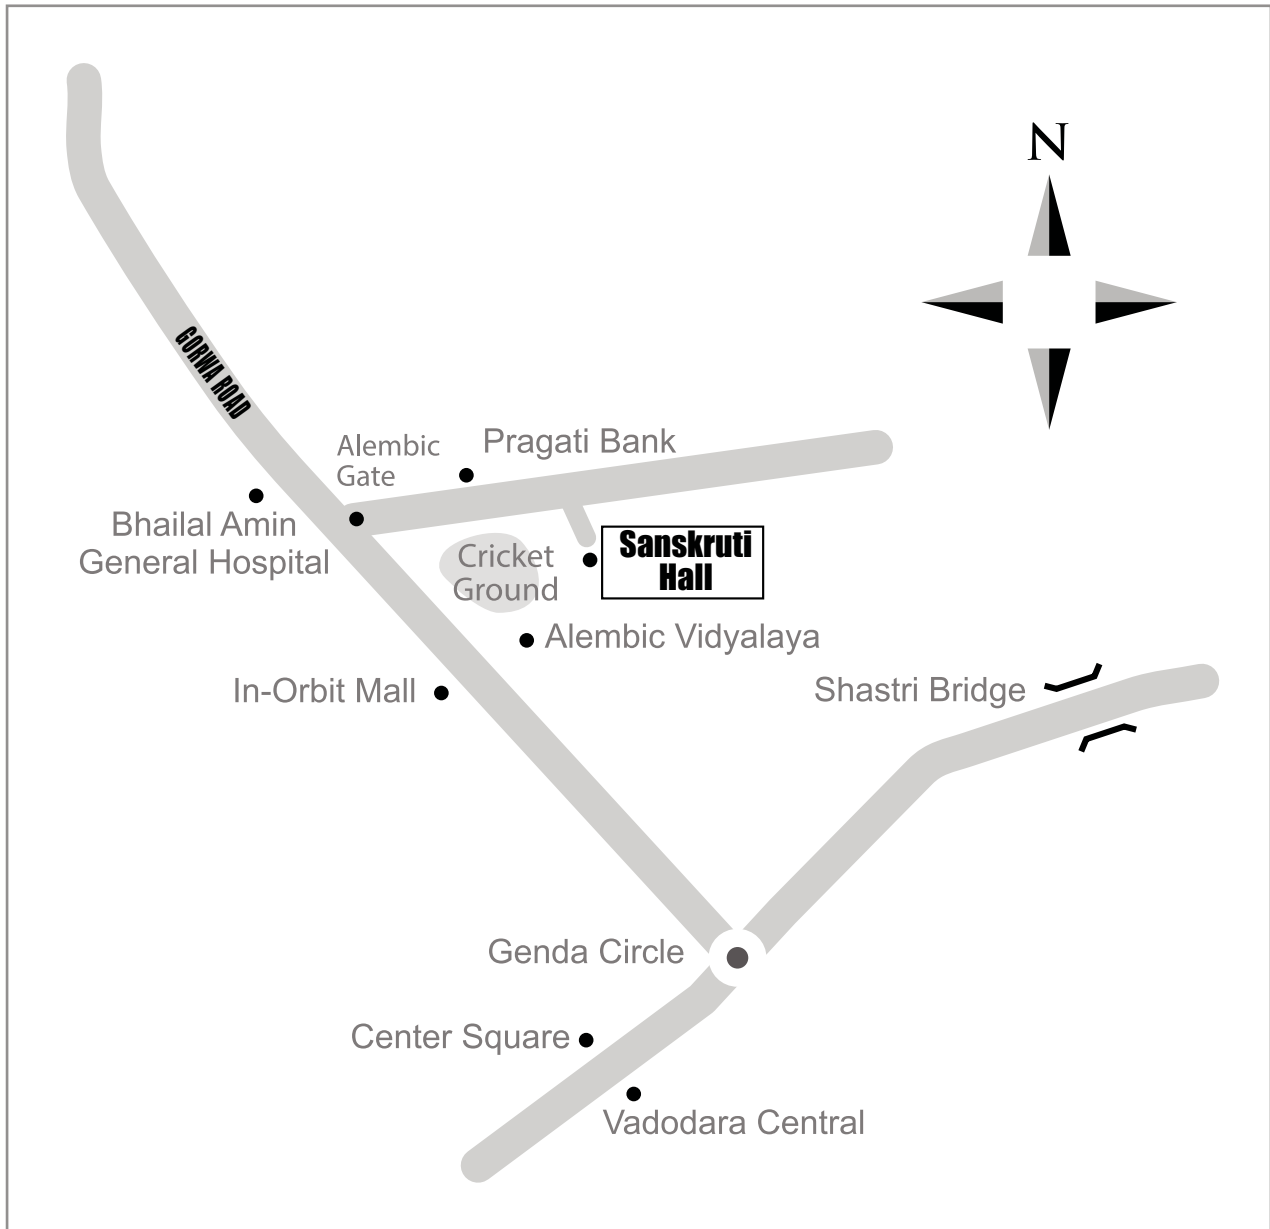 N
GORWA ROAD
Alembic
Gate
Pragati Bank
Bhailal Amin
General Hospital
Cricket
Ground
Sanskruti
Hall
Alembic Vidyalaya
In-Orbit Mall
Shastri Bridge
Genda Circle
Center Square
Vadodara Central